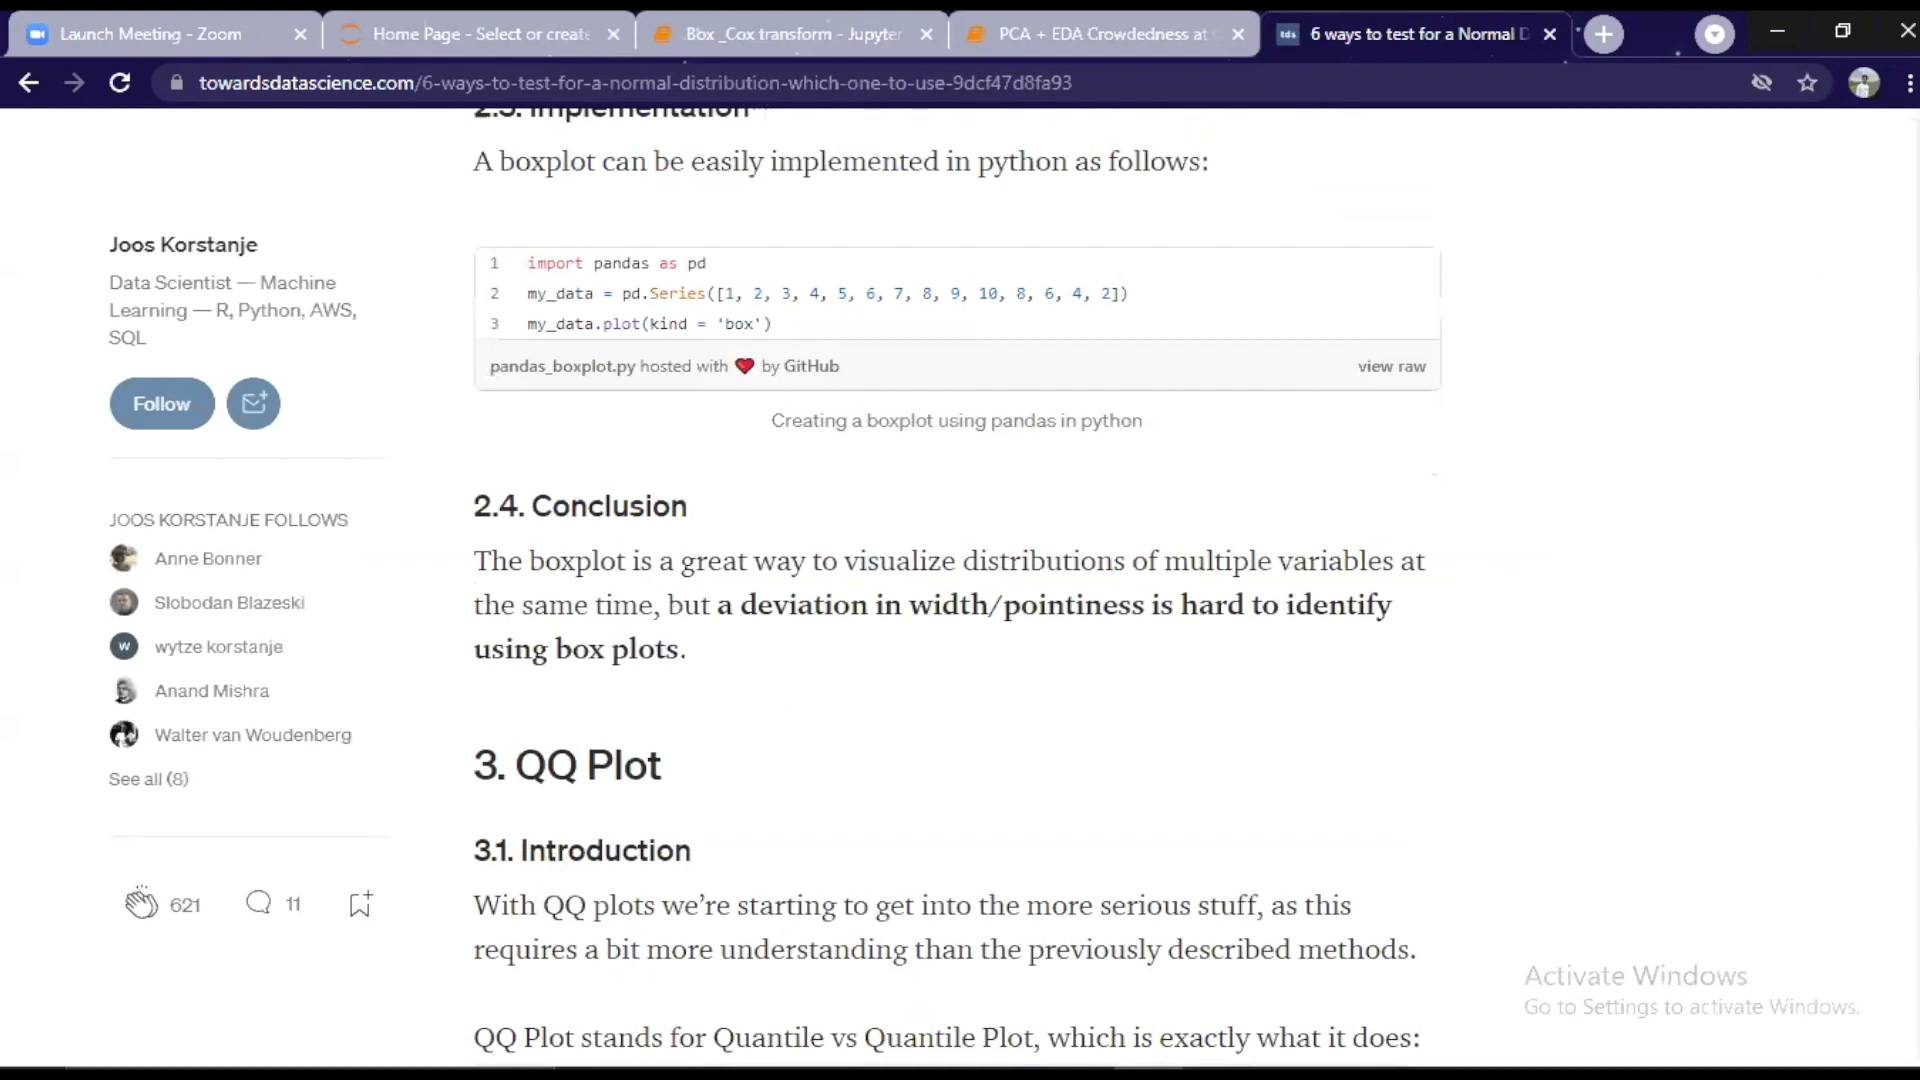 Launch Meeting - Zoom
Home Page - Select or create
Box _Cox transform - Jupyter
PCA + EDA Crowdedness at
tds
6 ways to test for a Normal D
towardsdatascience.com/6-ways-to-test-for-a-normal-distribution-which-one-to-use-9dcf47d8fa93
2.3. Implementation
A boxplot can be easily implemented in python as follows:
Joos Korstanje
Data Scientist — Machine
Learning — R, Python, AWS,
SQL
Follow
1 import pandas as pd
2 my_data = pd.Series([1, 2, 3, 4, 5, 6, 7, 8, 9, 10, 8, 6, 4, 2])
3 my_data.plot(kind = 'box')
pandas_boxplot.py hosted with ❤ by GitHub
view raw
Creating a boxplot using pandas in python
JOOS KORSTANJE FOLLOWS
Anne Bonner
Slobodan Blazeski
W wytze korstanje
Anand Mishra
Walter van Woudenberg
See all (8)
621
11
2.4. Conclusion
The boxplot is a great way to visualize distributions of multiple variables at
the same time, but a deviation in width/pointiness is hard to identify
using box plots.
3. QQ Plot
3.1. Introduction
With QQ plots we’re starting to get into the more serious stuff, as this
requires a bit more understanding than the previously described methods.
QQ Plot stands for Quantile vs Quantile Plot, which is exactly what it does:
Activate Windows
Go to Settings to activate Windows.